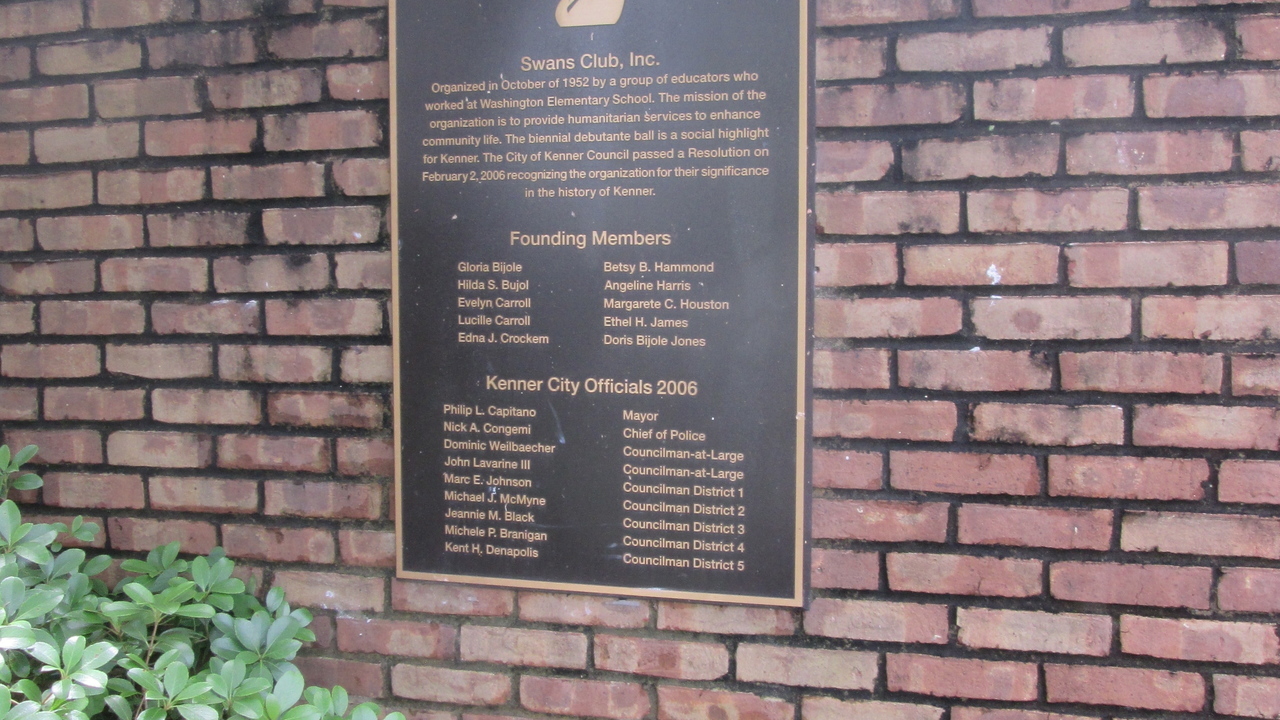 Swans Club, Inc.
Organized in October of 1952 by a group of educators who
worked at Washington Elementary School. The mission of the
organization is to provide humanitarian services to enhance
community life. The biennial debutante ball is a social highlight
for Kenner. The City of Kenner Council passed a Resolution on
February 2, 2006 recognizing the organization for their significance
in the history of Kenner.
Founding Members
Gloria Bijole Betsy B. Hammond
Hilda S. Bujol Angeline Harris
Evelyn Carroll Margarete C. Houston
Lucille Carroll Ethel H. James
Edna J. Crockem Doris Bijole Jones
Kenner City Officials 2006
Philip L. Capitano Mayor
Nick A. Congemi Chief of Police
Dominic Weilbaecher Councilman-at-Large
John Lavarine III Councilman-at-Large
Marc E. Johnson Councilman District 1
Michael J. McMyne Councilman District 2
Jeannie M. Black Councilman District 3
Michele P. Branigan Councilman District 4
Kent H. Denapolis Councilman District 5